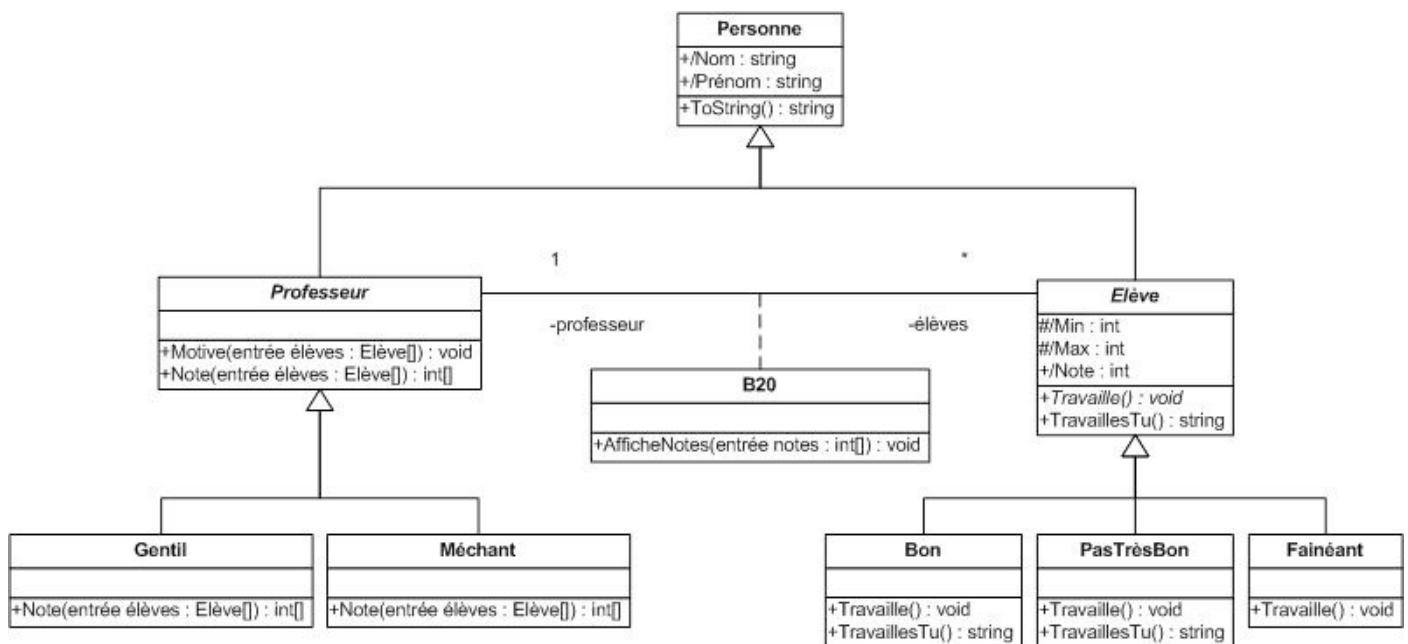 Personne
+/Nom : string
+/Prénom : string
+ToString() : string
1
*
Professeur
+Motive(entrée élèves : Elève[]) : void
+Note(entrée élèves : Elève[]) : int[]
-professeur
-élèves
Elève
#/Min : int
#/Max : int
+/Note : int
+Travaille() : void
+TravaillesTu() : string
B20
+AfficheNotes(entrée notes : int[]) : void
Gentil
+Note(entrée élèves : Elève[]) : int[]
Méchant
+Note(entrée élèves : Elève[]) : int[]
Bon
+Travaille() : void
+TravaillesTu() : string
PasTrèsBon
+Travaille() : void
+TravaillesTu() : string
Fainéant
+Travaille() : void